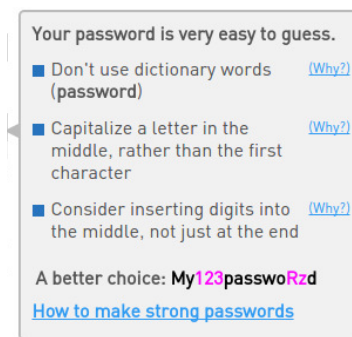 Your password is very easy to guess.
Don't use dictionary words (Why?)
(password)
Capitalize a letter in the (Why?)
middle, rather than the first
character
Consider inserting digits into (Why?)
the middle, not just at the end
A better choice: My123passwoRzd
How to make strong passwords